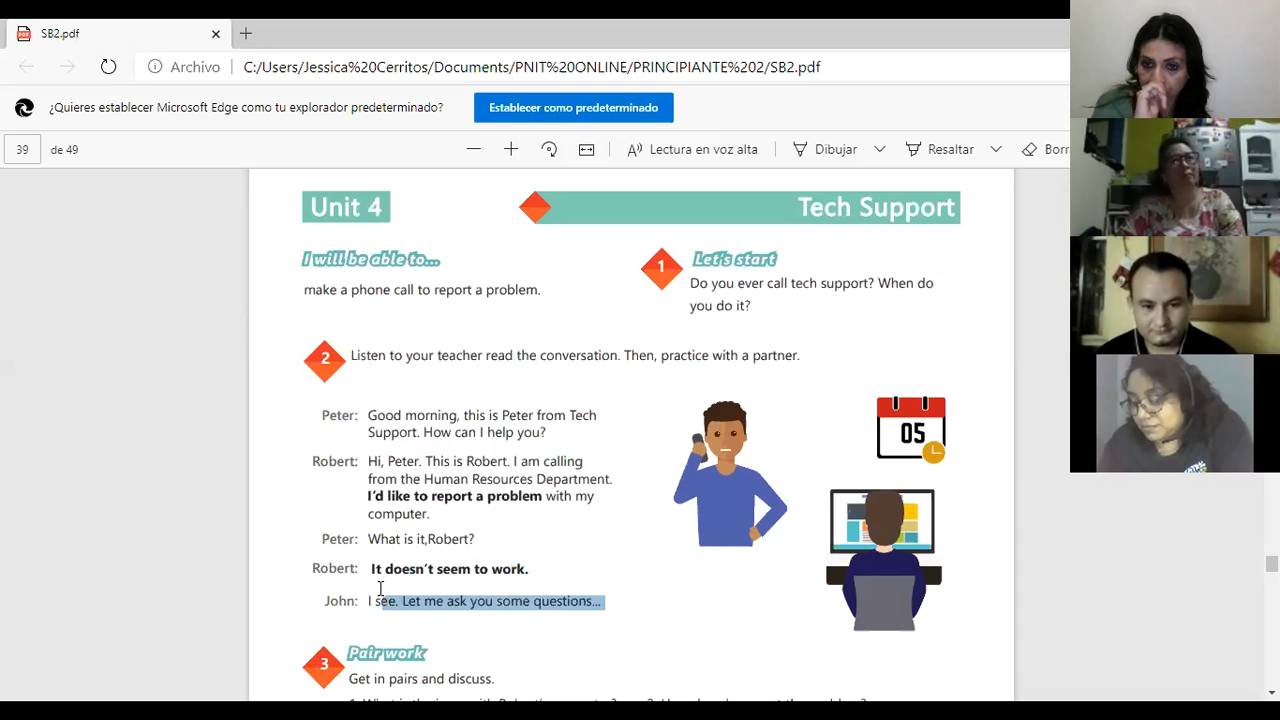 SB2.pdf
Archivo
C:/Users/Jessica%20Cerritos/Documents/PNIT%20ONLINE/PRINCIPIANTE%202/SB2.pdf
¿Quieres establecer Microsoft Edge como tu explorador predeterminado?
Establecer como predeterminado
39 de 49
Lectura en voz alta
Dibujar
Resaltar
Borr
Unit 4
Tech Support
I will be able to...
make a phone call to report a problem.
1
Let's start
Do you ever call tech support? When do
you do it?
2
Listen to your teacher read the conversation. Then, practice with a partner.
Peter: Good morning, this is Peter from Tech
Support. How can I help you?
Robert: Hi, Peter. This is Robert. I am calling
from the Human Resources Department.
I'd like to report a problem with my
computer.
Peter: What is it,Robert?
Robert: It doesn't seem to work.
John: I see. Let me ask you some questions...
05
3
Pair work
Get in pairs and discuss.